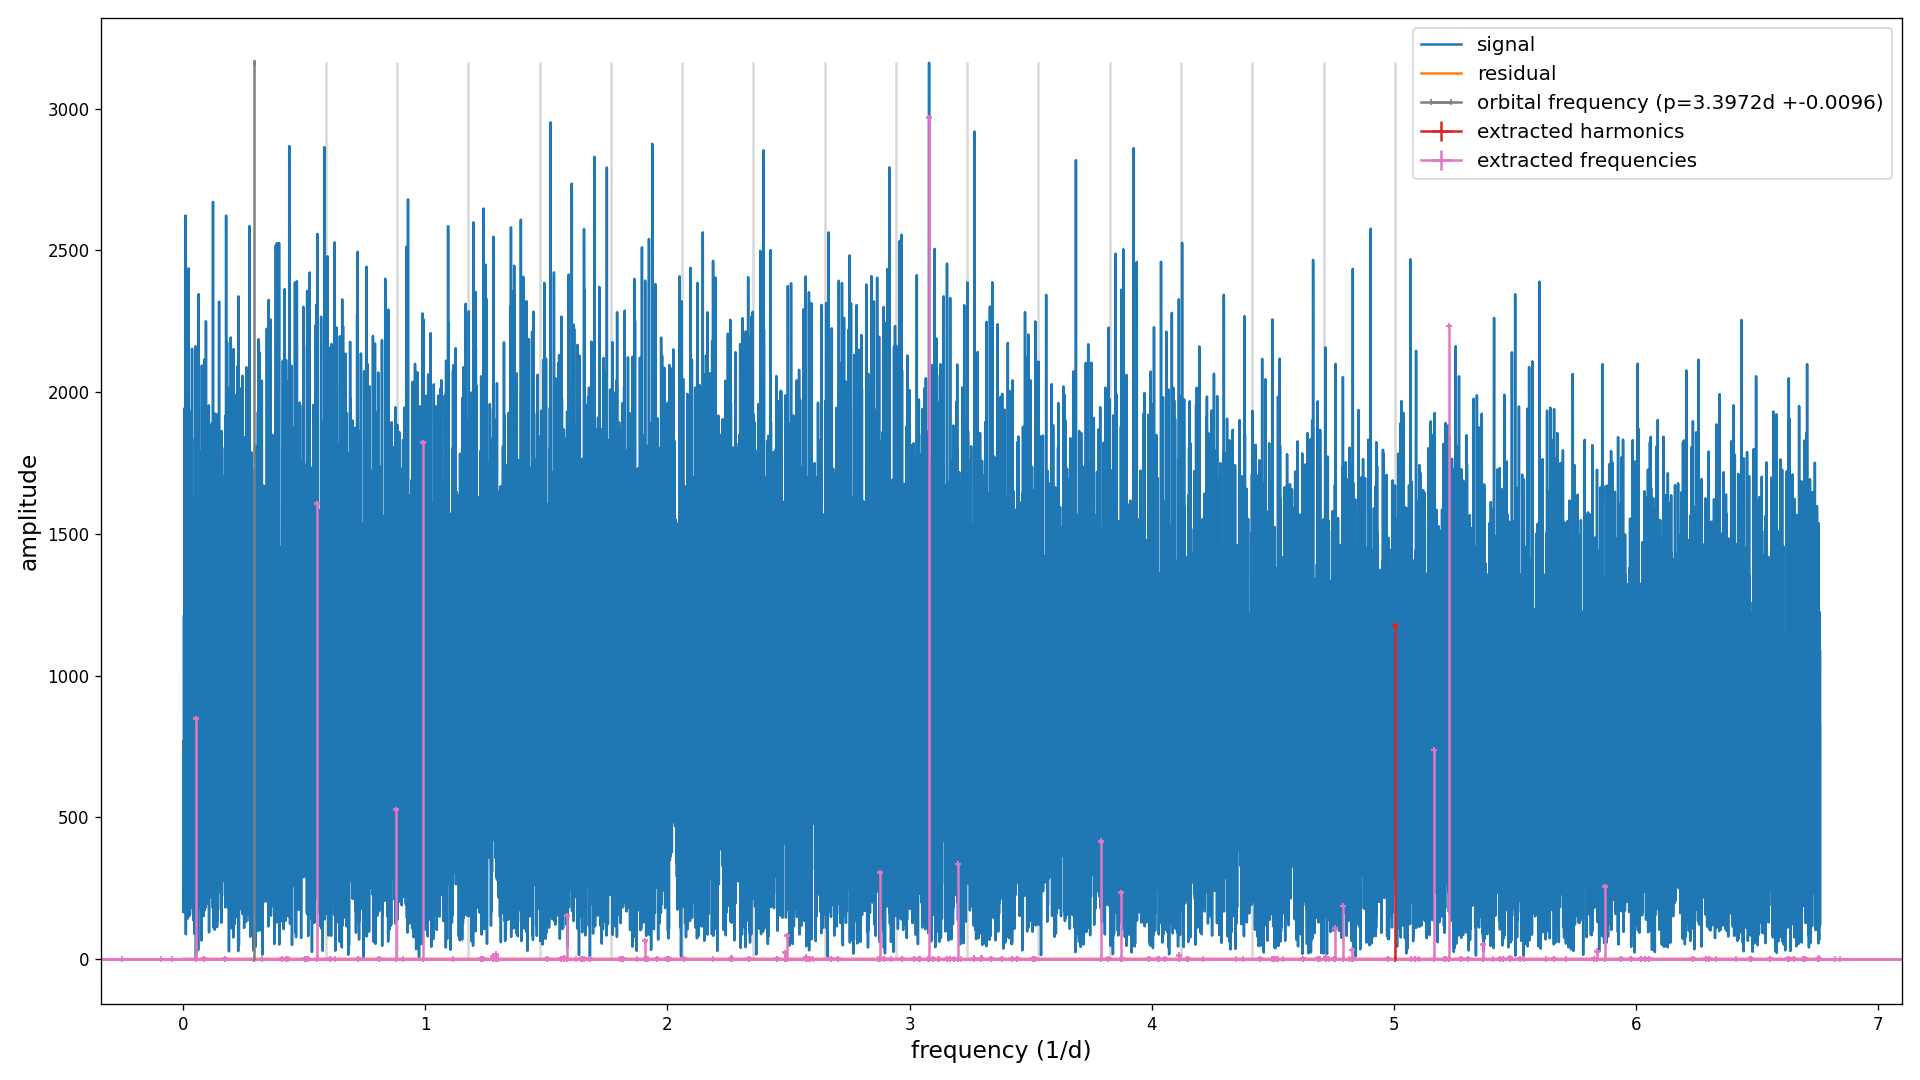 signal
residual
orbital frequency (p=3.3972d +-0.0096)
extracted harmonics
extracted frequencies
amplitude
3000
2500
2000
1500
1000
500
0
0 1 2 3 4 5 6 7
frequency (1/d)